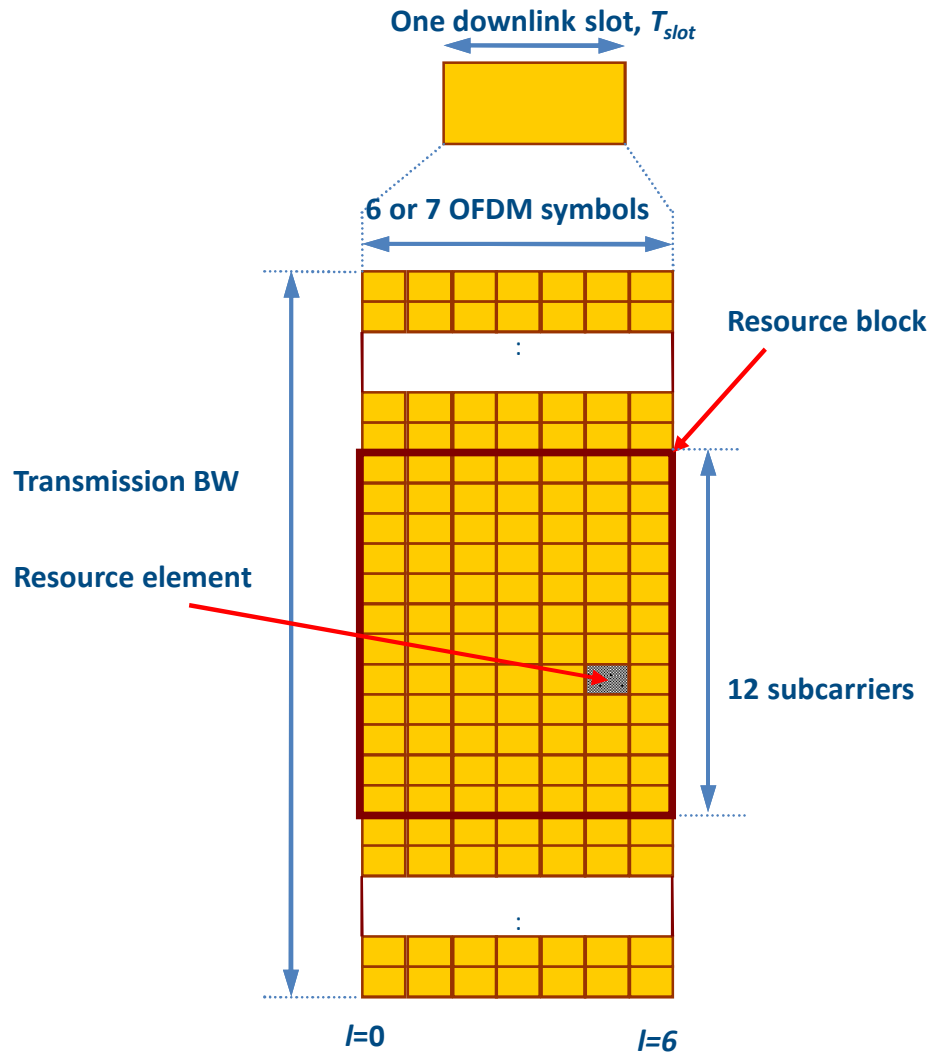 One downlink slot, Tslot
6 or 7 OFDM symbols
Resource block
:
Transmission BW
Resource element
12 subcarriers
:
l=0
l=6